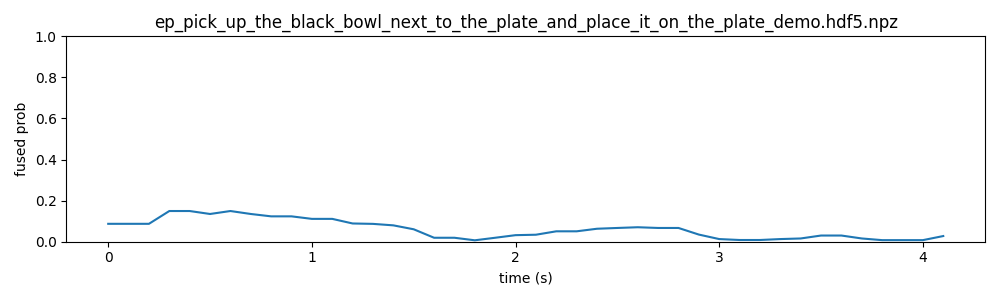 ep_pick_up_the_black_bowl_next_to_the_plate_and_place_it_on_the_plate_demo.hdf5.npz
1.0
0.8
0.6
0.4
0.2
0.0
fused prob
0 1 2 3 4
time (s)